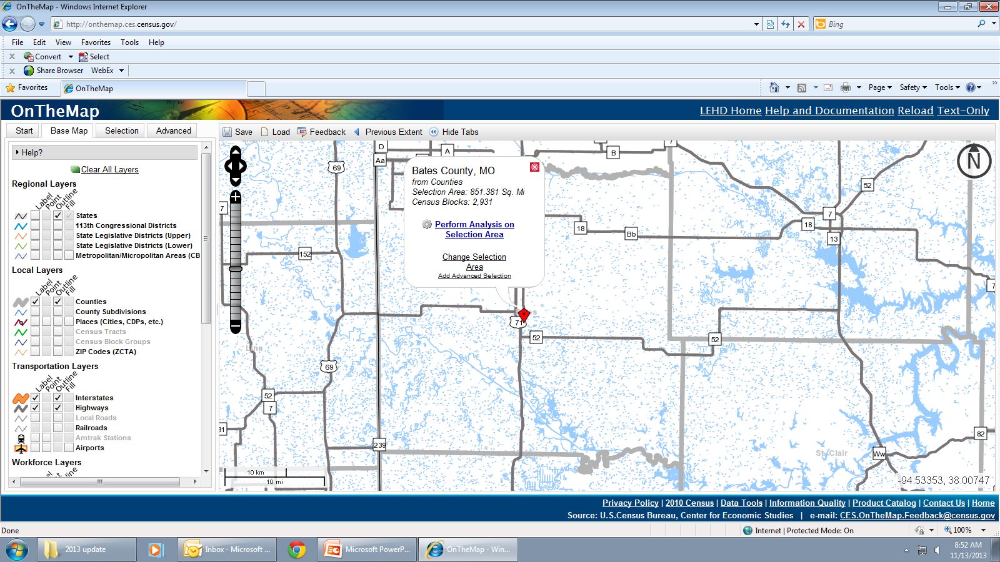 OnTheMap - Windows Internet Explorer
http://onthemap.ces.census.gov/
Bing
File Edit View Favorites Tools Help
Convert Select
Share Browser WebEx
Favorites OnTheMap Page Safety Tools
OnTheMap
LEHD Home Help and Documentation Reload Text-Only
Start Base Map Selection Advanced
Save Load Feedback Previous Extent Hide Tabs
Help?
Clear All Layers
Regional Layers
Label Point Outline Fill
States
113th Congressional Districts
State Legislative Districts (Upper)
State Legislative Districts (Lower)
Metropolitan/Micropolitan Areas (CB
Local Layers
Label Point Outline Fill
Counties
County Subdivisions
Places (Cities, CDPs, etc.)
Census Tracts
Census Block Groups
ZIP Codes (ZCTA)
Transportation Layers
Label Point Outline Fill
Interstates
Highways
Local Roads
Railroads
Amtrak Stations
Airports
Workforce Layers
D
A
B
7
Aa
69
N
Bates County, MO
from Counties
Selection Area: 851.381 Sq. Mi
Census Blocks: 2,931
Perform Analysis on
Selection Area
Change Selection
Area
Add Advanced Selection
52
7
7
18
18
Bb
13
152
7
71
52
52
Linn
69
52
7
31
239
82
St. Clair
Ww
10 km
10 mi
-94.53353, 38.00747
Privacy Policy | 2010 Census | Data Tools | Information Quality | Product Catalog | Contact Us | Home
Source: U.S.Census Bureau, Center for Economic Studies | e-mail: CES.OnTheMap.Feedback@census.gov
Done
Internet | Protected Mode: On
100%
2013 update
Inbox - Microsoft ...
Microsoft PowerP...
OnTheMap - Win...
8:52 AM
11/13/2013